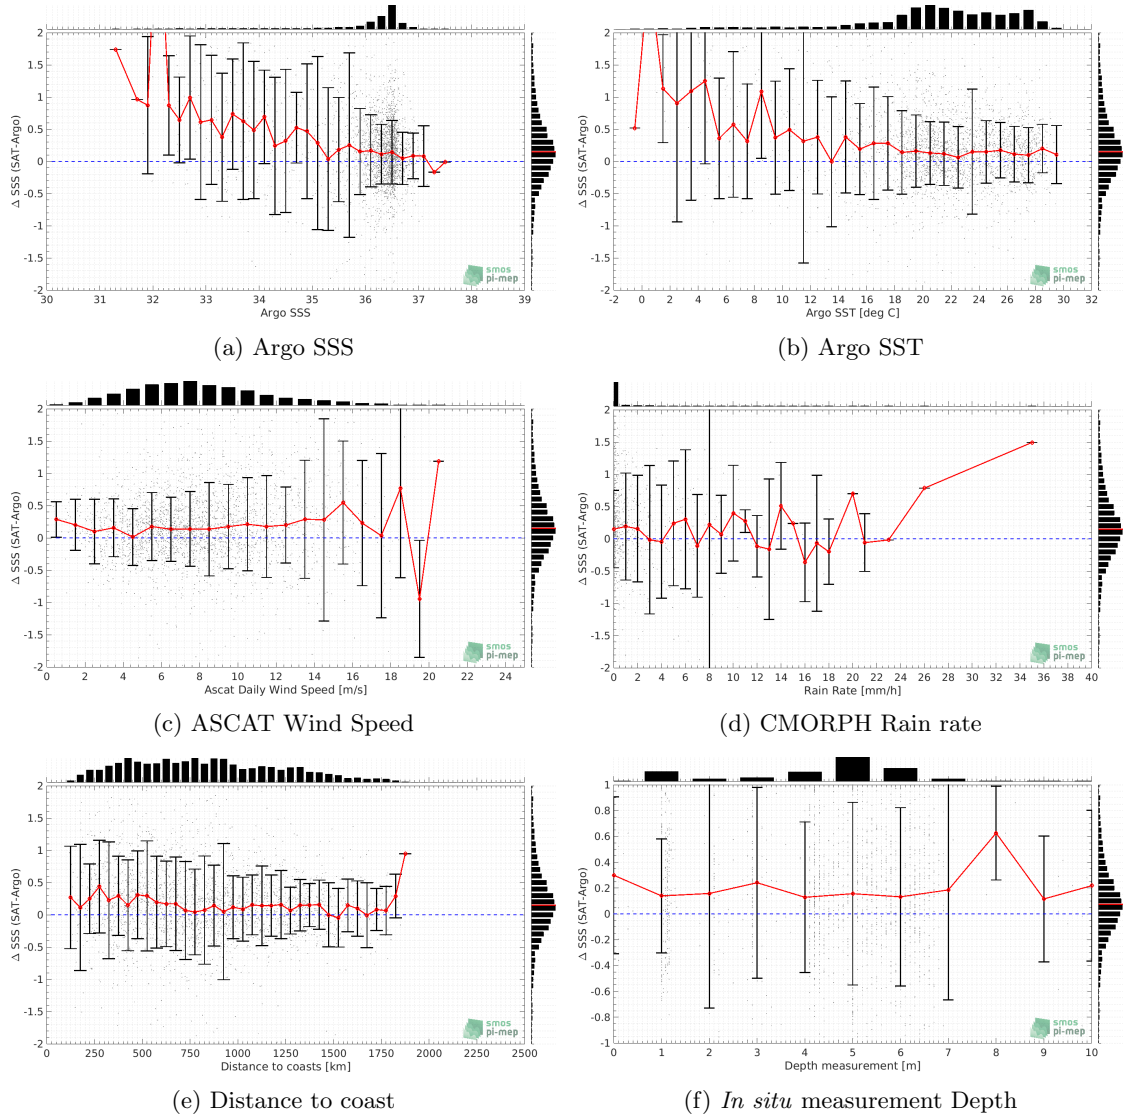 2
1.5
1
0.5
0
-0.5
-1
-1.5
-2
Δ SSS (SAT-Argo)
smos
pi-mep
30 31 32 33 34 35 36 37 38 39
Argo SSS
(a) Argo SSS
2
1.5
1
0.5
0
-0.5
-1
-1.5
-2
Δ SSS (SAT-Argo)
smos
pi-mep
-2 0 2 4 6 8 10 12 14 16 18 20 22 24 26 28 30 32
Argo SST [deg C]
(b) Argo SST
2
1.5
1
0.5
0
-0.5
-1
-1.5
-2
Δ SSS (SAT-Argo)
smos
pi-mep
0 2 4 6 8 10 12 14 16 18 20 22 24
Ascat Daily Wind Speed [m/s]
(c) ASCAT Wind Speed
2
1.5
1
0.5
0
-0.5
-1
-1.5
-2
Δ SSS (SAT-Argo)
smos
pi-mep
0 2 4 6 8 10 12 14 16 18 20 22 24 26 28 30 32 34 36 38 40
Rain Rate [mm/h]
(d) CMORPH Rain rate
2
1.5
1
0.5
0
-0.5
-1
-1.5
-2
Δ SSS (SAT-Argo)
smos
pi-mep
0 250 500 750 1000 1250 1500 1750 2000 2250 2500
Distance to coasts [km]
(e) Distance to coast
1
0.8
0.6
0.4
0.2
0
-0.2
-0.4
-0.6
-0.8
-1
Δ SSS (SAT-Argo)
smos
pi-mep
0 1 2 3 4 5 6 7 8 9 10
Depth measurement [m]
(f) In situ measurement Depth